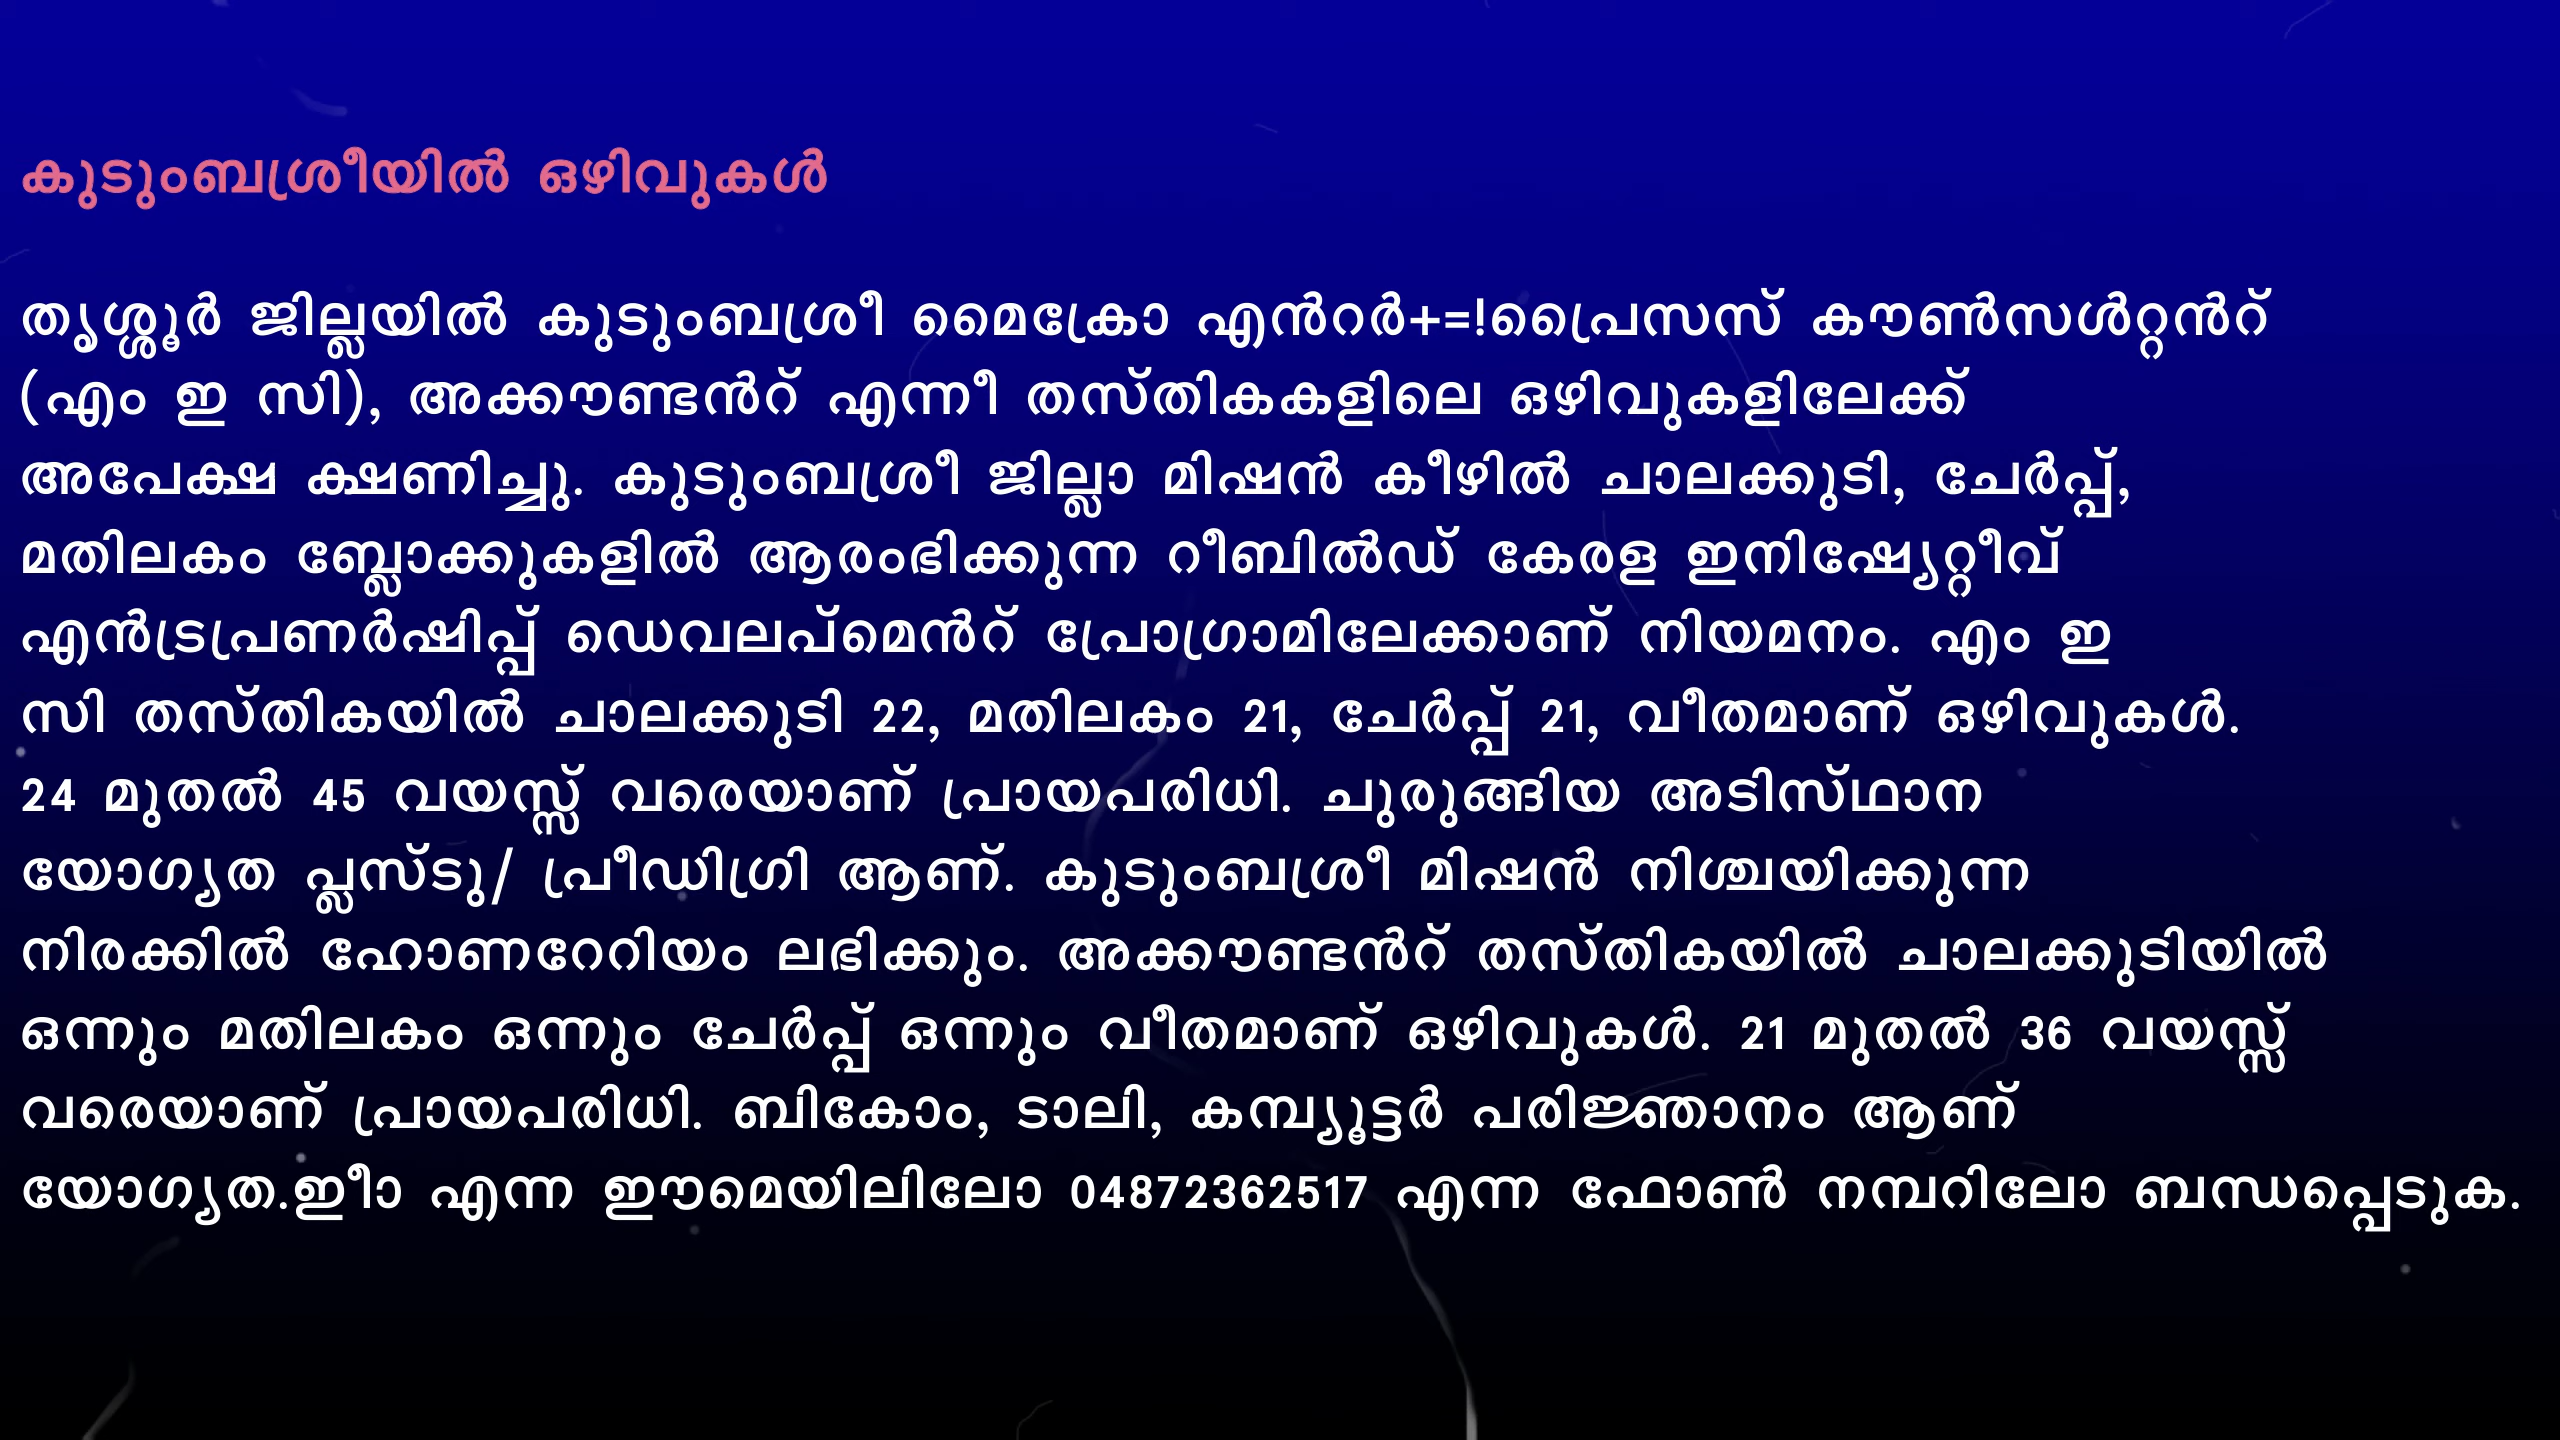 കുടുംബശ്രീയിൽ ഒഴിവുകൾ
തൃശ്ശൂർ ജില്ലയിൽ കുടുംബശ്രീ മൈക്രോ എൻറർ+=!പ്രൈസസ് കൗൺസൾട്ടൻറ്
(എം ഇ സി), അക്കൗണ്ടൻറ് എന്നീ തസ്തികകളിലെ ഒഴിവുകളിലേക്ക്
അപേക്ഷ ക്ഷണിച്ചു. കുടുംബശ്രീ ജില്ലാ മിഷൻ കീഴിൽ ചാലക്കുടി, ചേർപ്പ്,
മതിലകം ബ്ലോക്കുകളിൽ ആരംഭിക്കുന്ന റീബിൽഡ് കേരള ഇനിഷ്യേറ്റീവ്
എൻട്രപ്രണർഷിപ്പ് ഡെവലപ്മെൻറ് പ്രോഗ്രാമിലേക്കാണ് നിയമനം. എം ഇ
സി തസ്തികയിൽ ചാലക്കുടി 22, മതിലകം 21, ചേർപ്പ് 21, വീതമാണ് ഒഴിവുകൾ.
24 മുതൽ 45 വയസ്സ് വരെയാണ് പ്രായപരിധി. ചുരുങ്ങിയ അടിസ്ഥാന
യോഗ്യത പ്ലസ്ടു/ പ്രീഡിഗ്രി ആണ്. കുടുംബശ്രീ മിഷൻ നിശ്ചയിക്കുന്ന
നിരക്കിൽ ഹോണറേറിയം ലഭിക്കും. അക്കൗണ്ടൻറ് തസ്തികയിൽ ചാലക്കുടിയിൽ
ഒന്നും മതിലകം ഒന്നും ചേർപ്പ് ഒന്നും വീതമാണ് ഒഴിവുകൾ. 21 മുതൽ 36 വയസ്സ്
വരെയാണ് പ്രായപരിധി. ബികോം, ടാലി, കമ്പ്യൂട്ടർ പരിജ്ഞാനം ആണ്
യോഗ്യത.ഇീാ എന്ന ഈമെയിലിലോ 04872362517 എന്ന ഫോൺ നമ്പറിലോ ബന്ധപ്പെടുക.